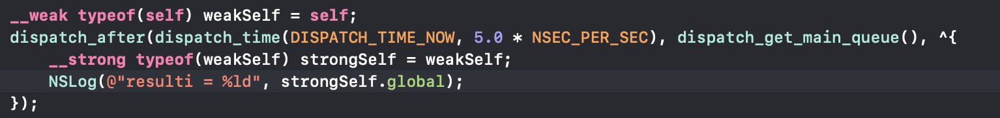 __weak typeof(self) weakSelf = self;
dispatch_after(dispatch_time(DISPATCH_TIME_NOW, 5.0 * NSEC_PER_SEC), dispatch_get_main_queue(), ^{
    __strong typeof(weakSelf) strongSelf = weakSelf;
    NSLog(@"resulti = %ld", strongSelf.global);
});